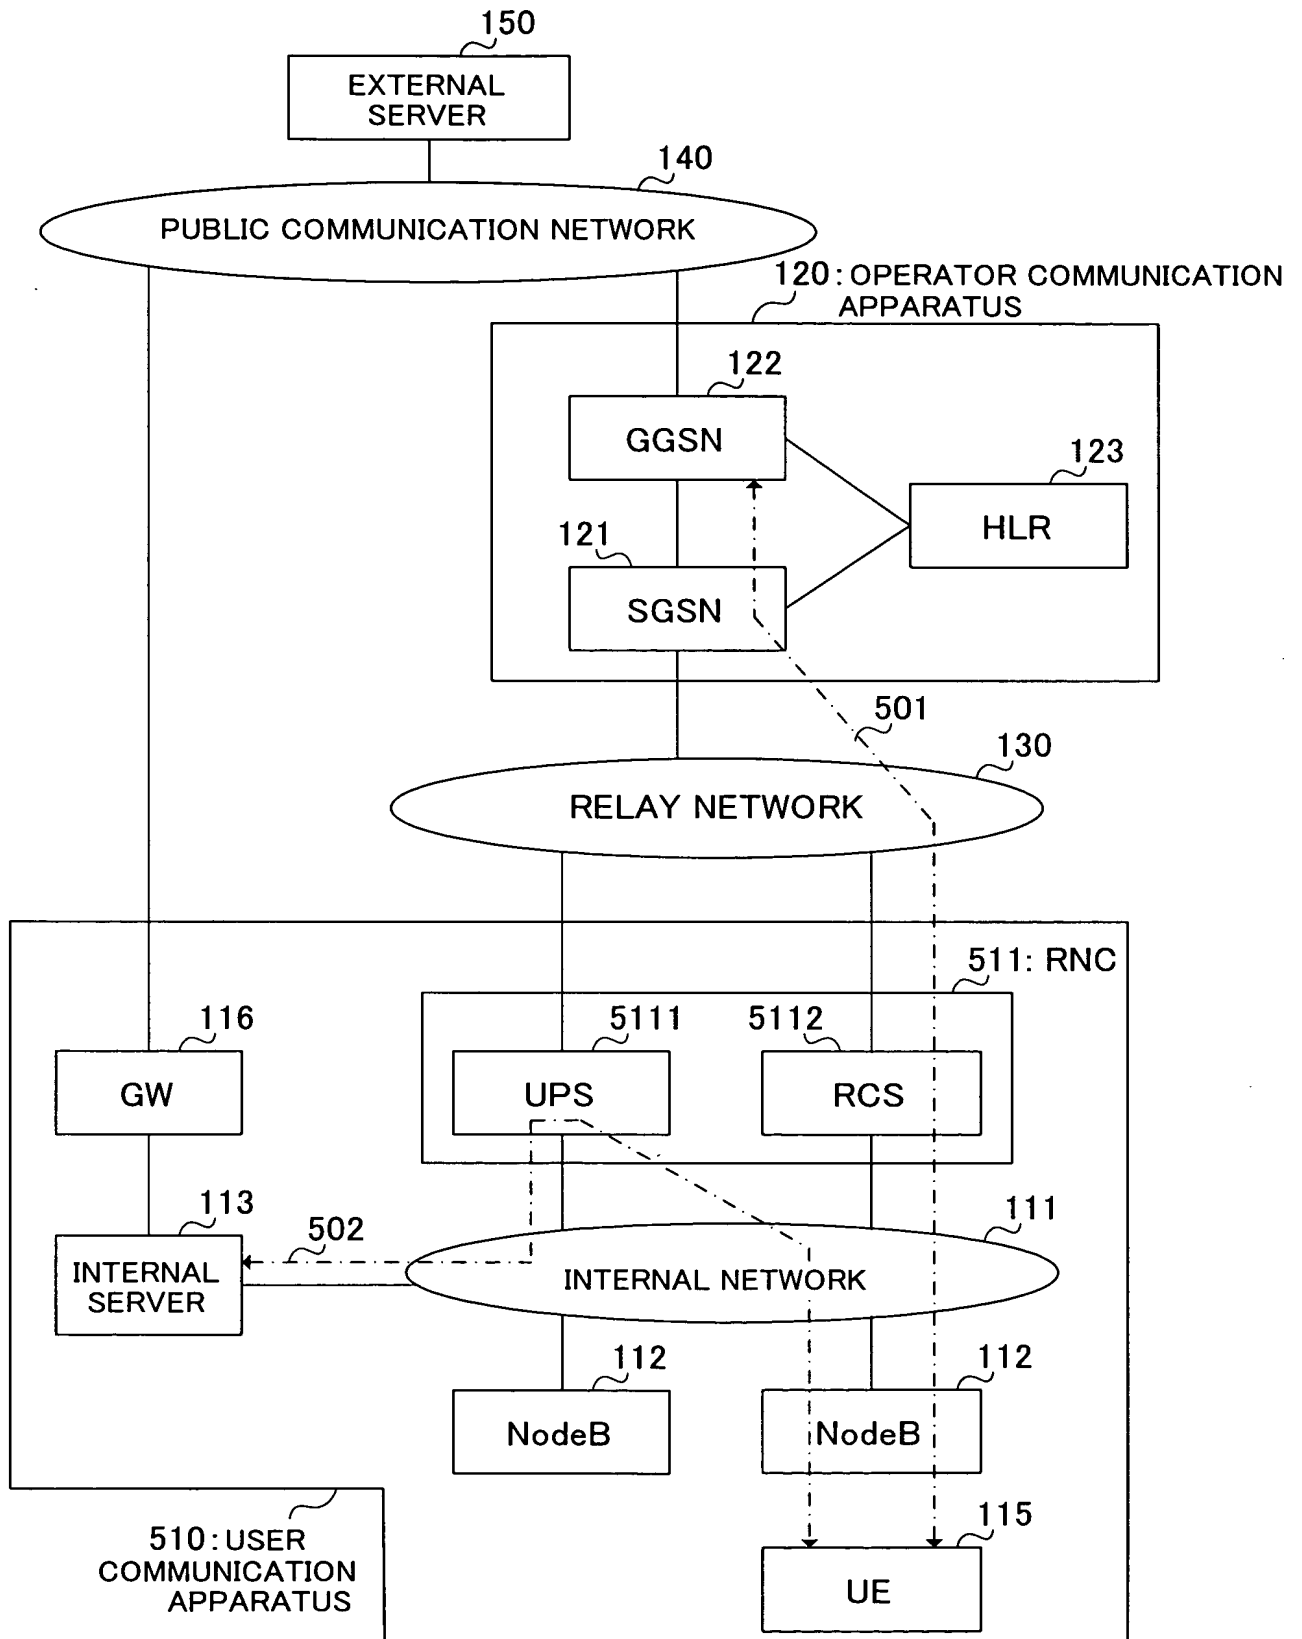 150
EXTERNAL
SERVER
140
PUBLIC COMMUNICATION NETWORK
120: OPERATOR COMMUNICATION
APPARATUS
122
GGSN
123
HLR
121
SGSN
501
130
RELAY NETWORK
511: RNC
116
5111
5112
GW
UPS
RCS
113
502
111
INTERNAL
SERVER
INTERNAL NETWORK
112
112
NodeB
NodeB
510: USER
COMMUNICATION
APPARATUS
115
UE